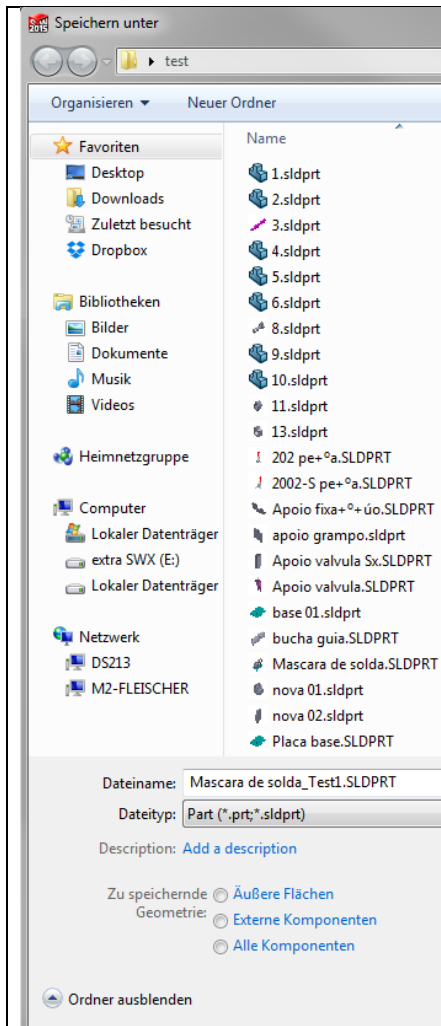 SW
2015
Speichern unter
test
Organisieren
Neuer Ordner
Favoriten
Desktop
Downloads
Zuletzt besucht
Dropbox
Bibliotheken
Bilder
Dokumente
Musik
Videos
Heimnetzgruppe
Computer
Lokaler Datenträger
extra SWX (E:)
Lokaler Datenträger
Netzwerk
DS213
M2-FLEISCHER
Name
1.sldprt
2.sldprt
3.sldprt
4.sldprt
5.sldprt
6.sldprt
8.sldprt
9.sldprt
10.sldprt
11.sldprt
13.sldprt
202 pe+ºa.SLDPRT
2002-S pe+ºa.SLDPRT
Apoio fixa+º+úo.SLDPRT
apoio grampo.sldprt
Apoio valvula Sx.SLDPRT
Apoio valvula.SLDPRT
base 01.sldprt
bucha guia.SLDPRT
Mascara de solda.SLDPRT
nova 01.sldprt
nova 02.sldprt
Placa base.SLDPRT
Dateiname: Mascara de solda_Test1.SLDPRT
Dateityp: Part (*.prt;*.sldprt)
Description: Add a description
Zu speichernde Geometrie:
Äußere Flächen
Externe Komponenten
Alle Komponenten
Ordner ausblenden